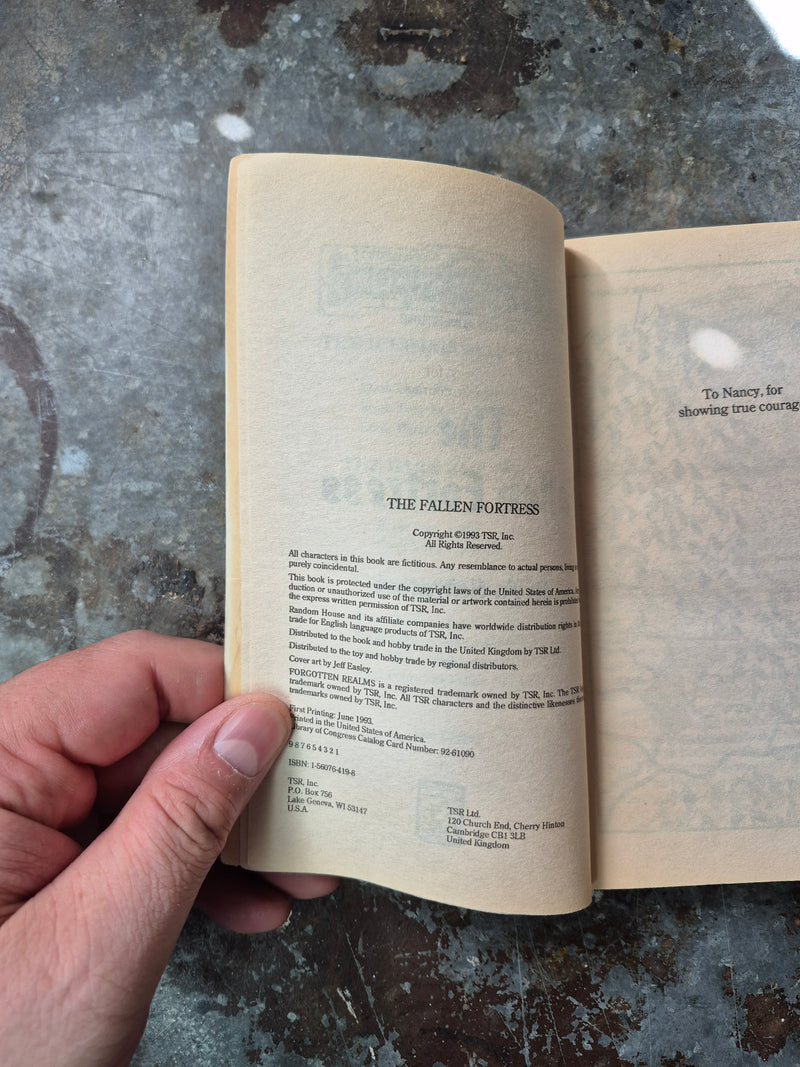 THE FALLEN FORTRESS
Copyright ©1993 TSR, Inc.
All Rights Reserved.
All characters in this book are fictitious. Any resemblance to actual persons, living
purely coincidental.
This book is protected under the copyright laws of the United States of America.
duction or unauthorized use of the material or artwork contained herein is prohibited
the express written permission of TSR, Inc.
Random House and its affiliate companies have worldwide distribution rights in
trade for English language products of TSR, Inc.
Distributed to the book and hobby trade in the United Kingdom by TSR Ltd.
Distributed to the toy and hobby trade by regional distributors.
Cover art by Jeff Easley.
FORGOTTEN REALMS is a registered trademark owned by TSR, Inc. The TSR
trademark owned by TSR, Inc. All TSR characters and the distinctive likenesses
trademarks owned by TSR, Inc.
First Printing: June 1993.
Printed in the United States of America.
Library of Congress Catalog Card Number: 92-61090
9 8 7 6 5 4 3 2 1
ISBN: 1-56076-419-8
TSR, Inc.
P.O. Box 756
Lake Geneva, WI 53147
U.S.A.
TSR Ltd.
120 Church End, Cherry Hinton
Cambridge CB1 3LB
United Kingdom
To Nancy, for
showing true courag